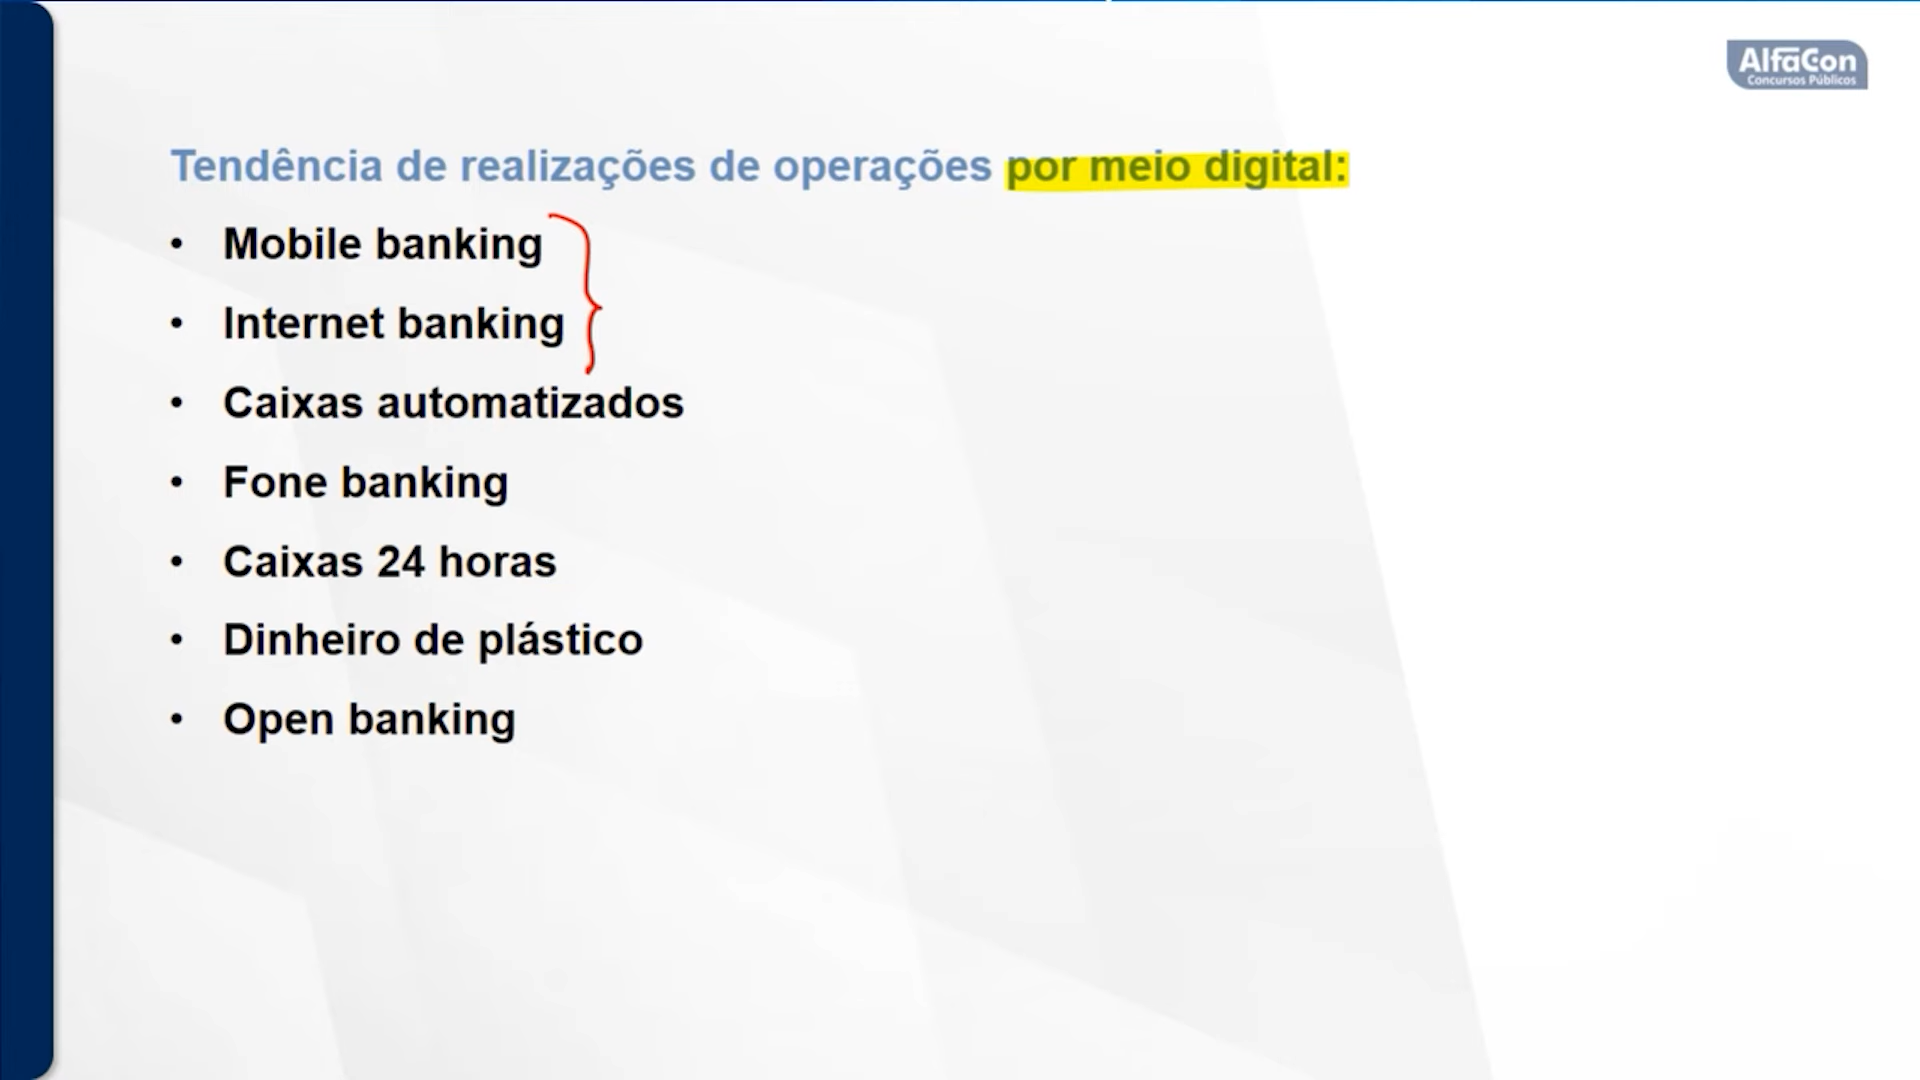 AlfaCon
Concursos Públicos
Tendência de realizações de operações por meio digital:
• Mobile banking
• Internet banking
• Caixas automatizados
• Fone banking
• Caixas 24 horas
• Dinheiro de plástico
• Open banking